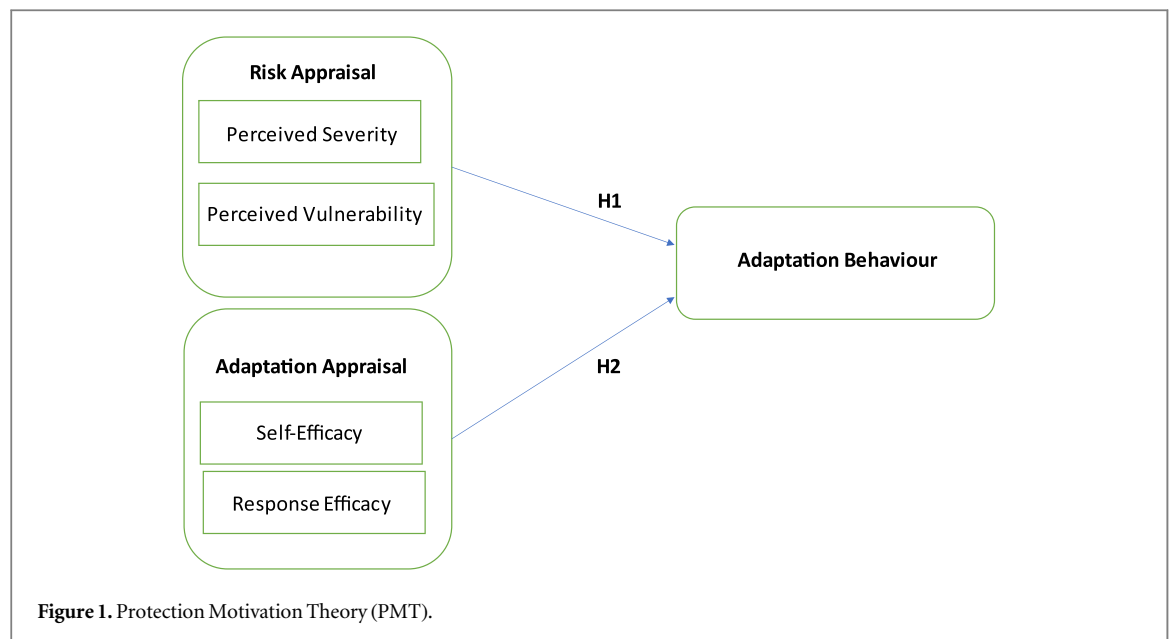 Risk Appraisal
Perceived Severity
Perceived Vulnerability
H1
Adaptation Behaviour
Adaptation Appraisal
H2
Self-Efficacy
Response Efficacy
Figure 1. Protection Motivation Theory (PMT).